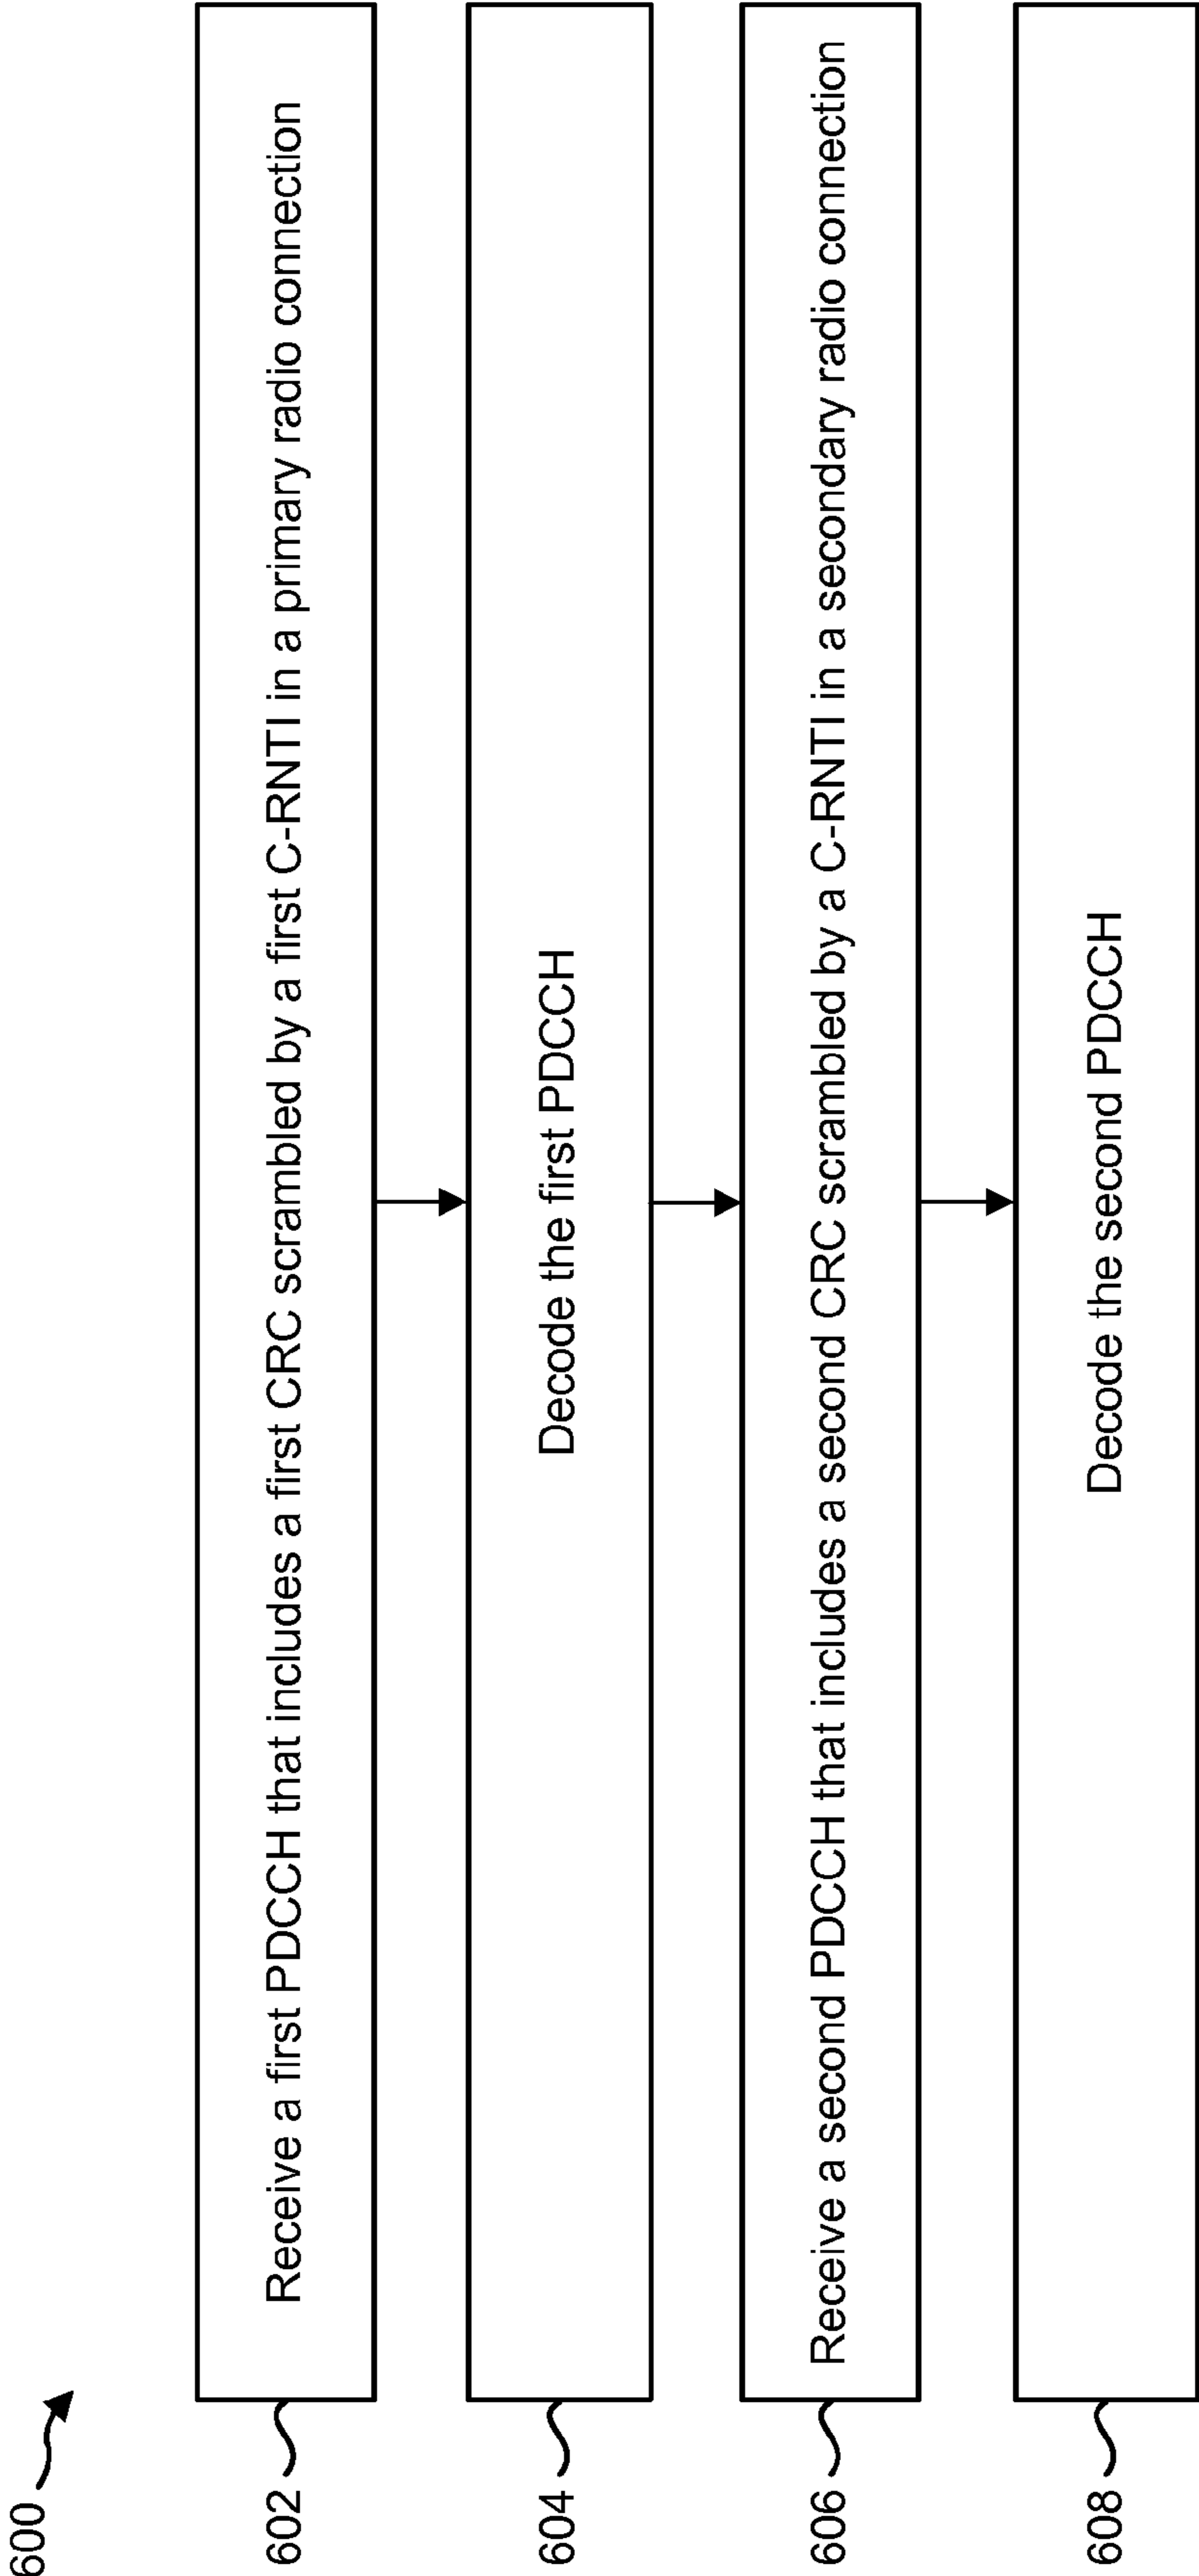 600
602
Receive a first PDCCH that includes a first CRC scrambled by a first C-RNTI in a primary radio connection
604
Decode the first PDCCH
606
Receive a second PDCCH that includes a second CRC scrambled by a C-RNTI in a secondary radio connection
608
Decode the second PDCCH